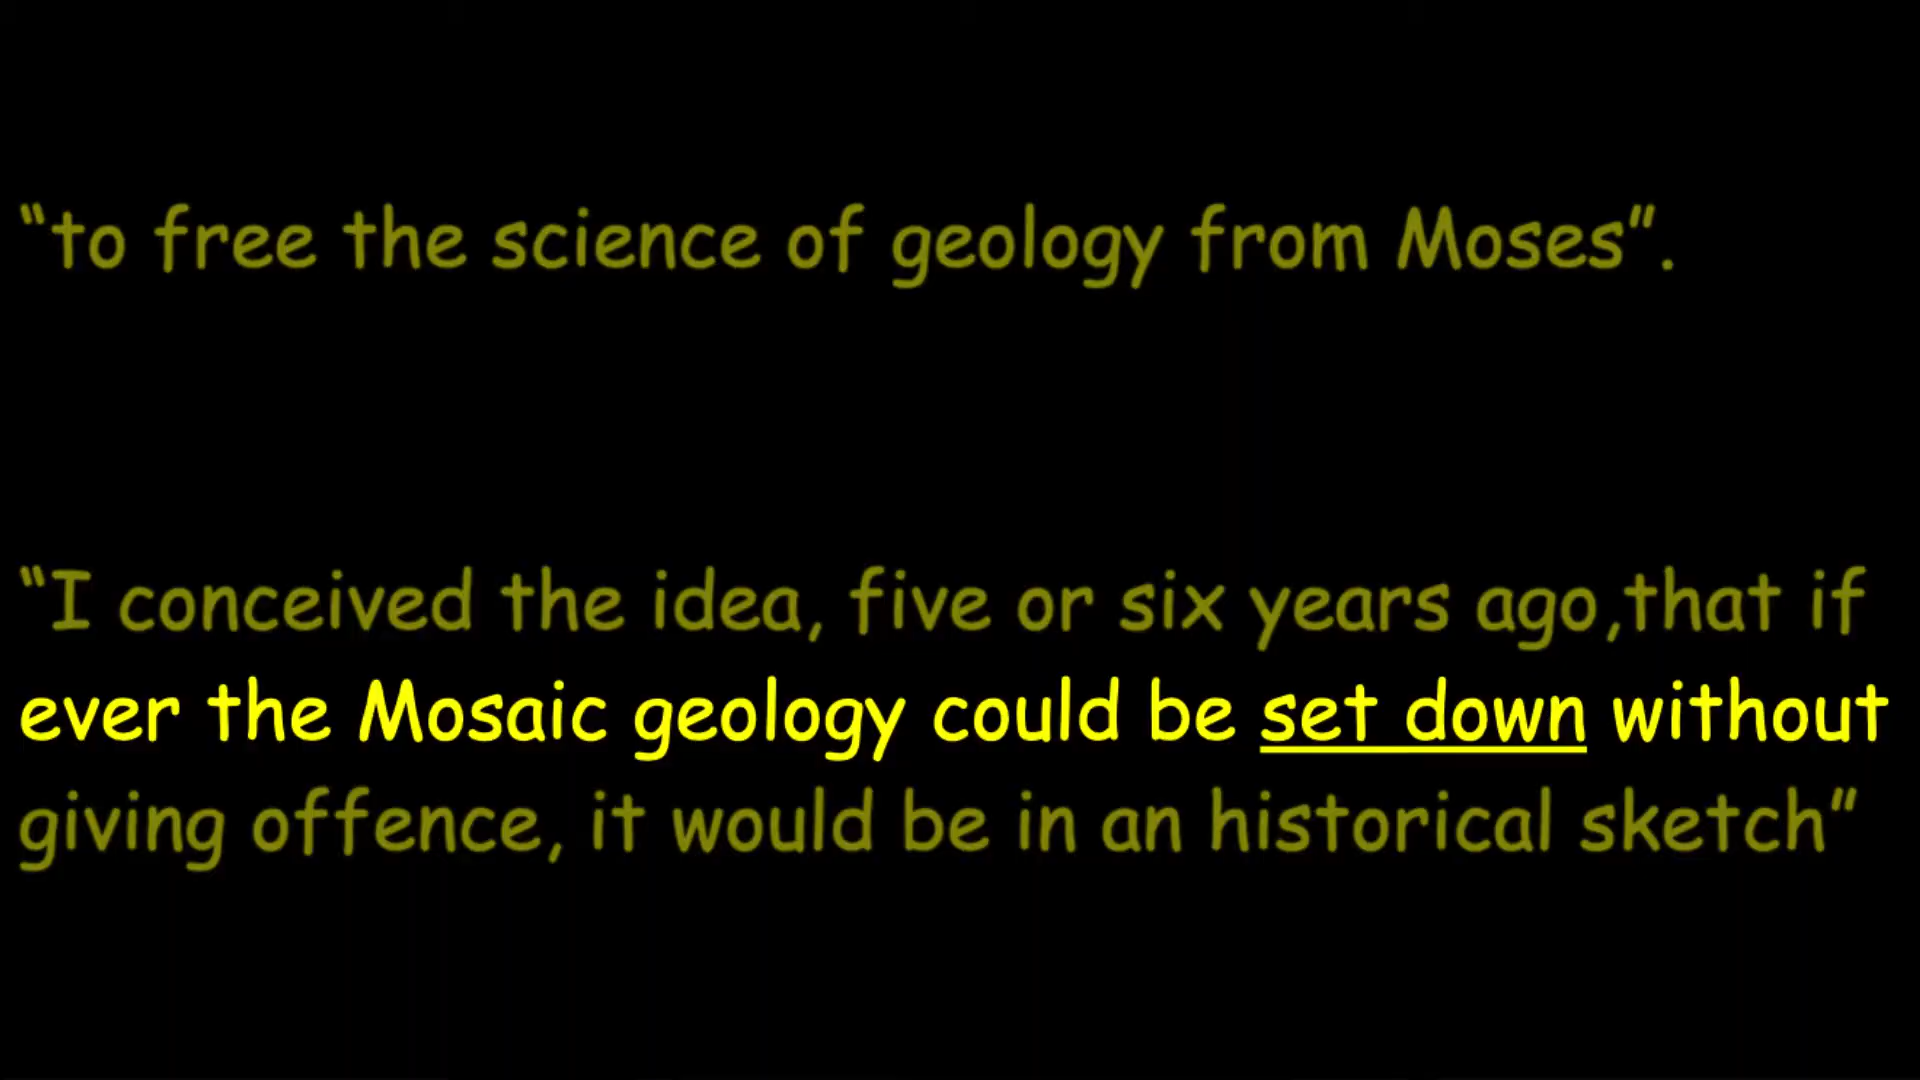 “to free the science of geology from Moses”.
“I conceived the idea, five or six years ago,that if
ever the Mosaic geology could be set down without
giving offence, it would be in an historical sketch”